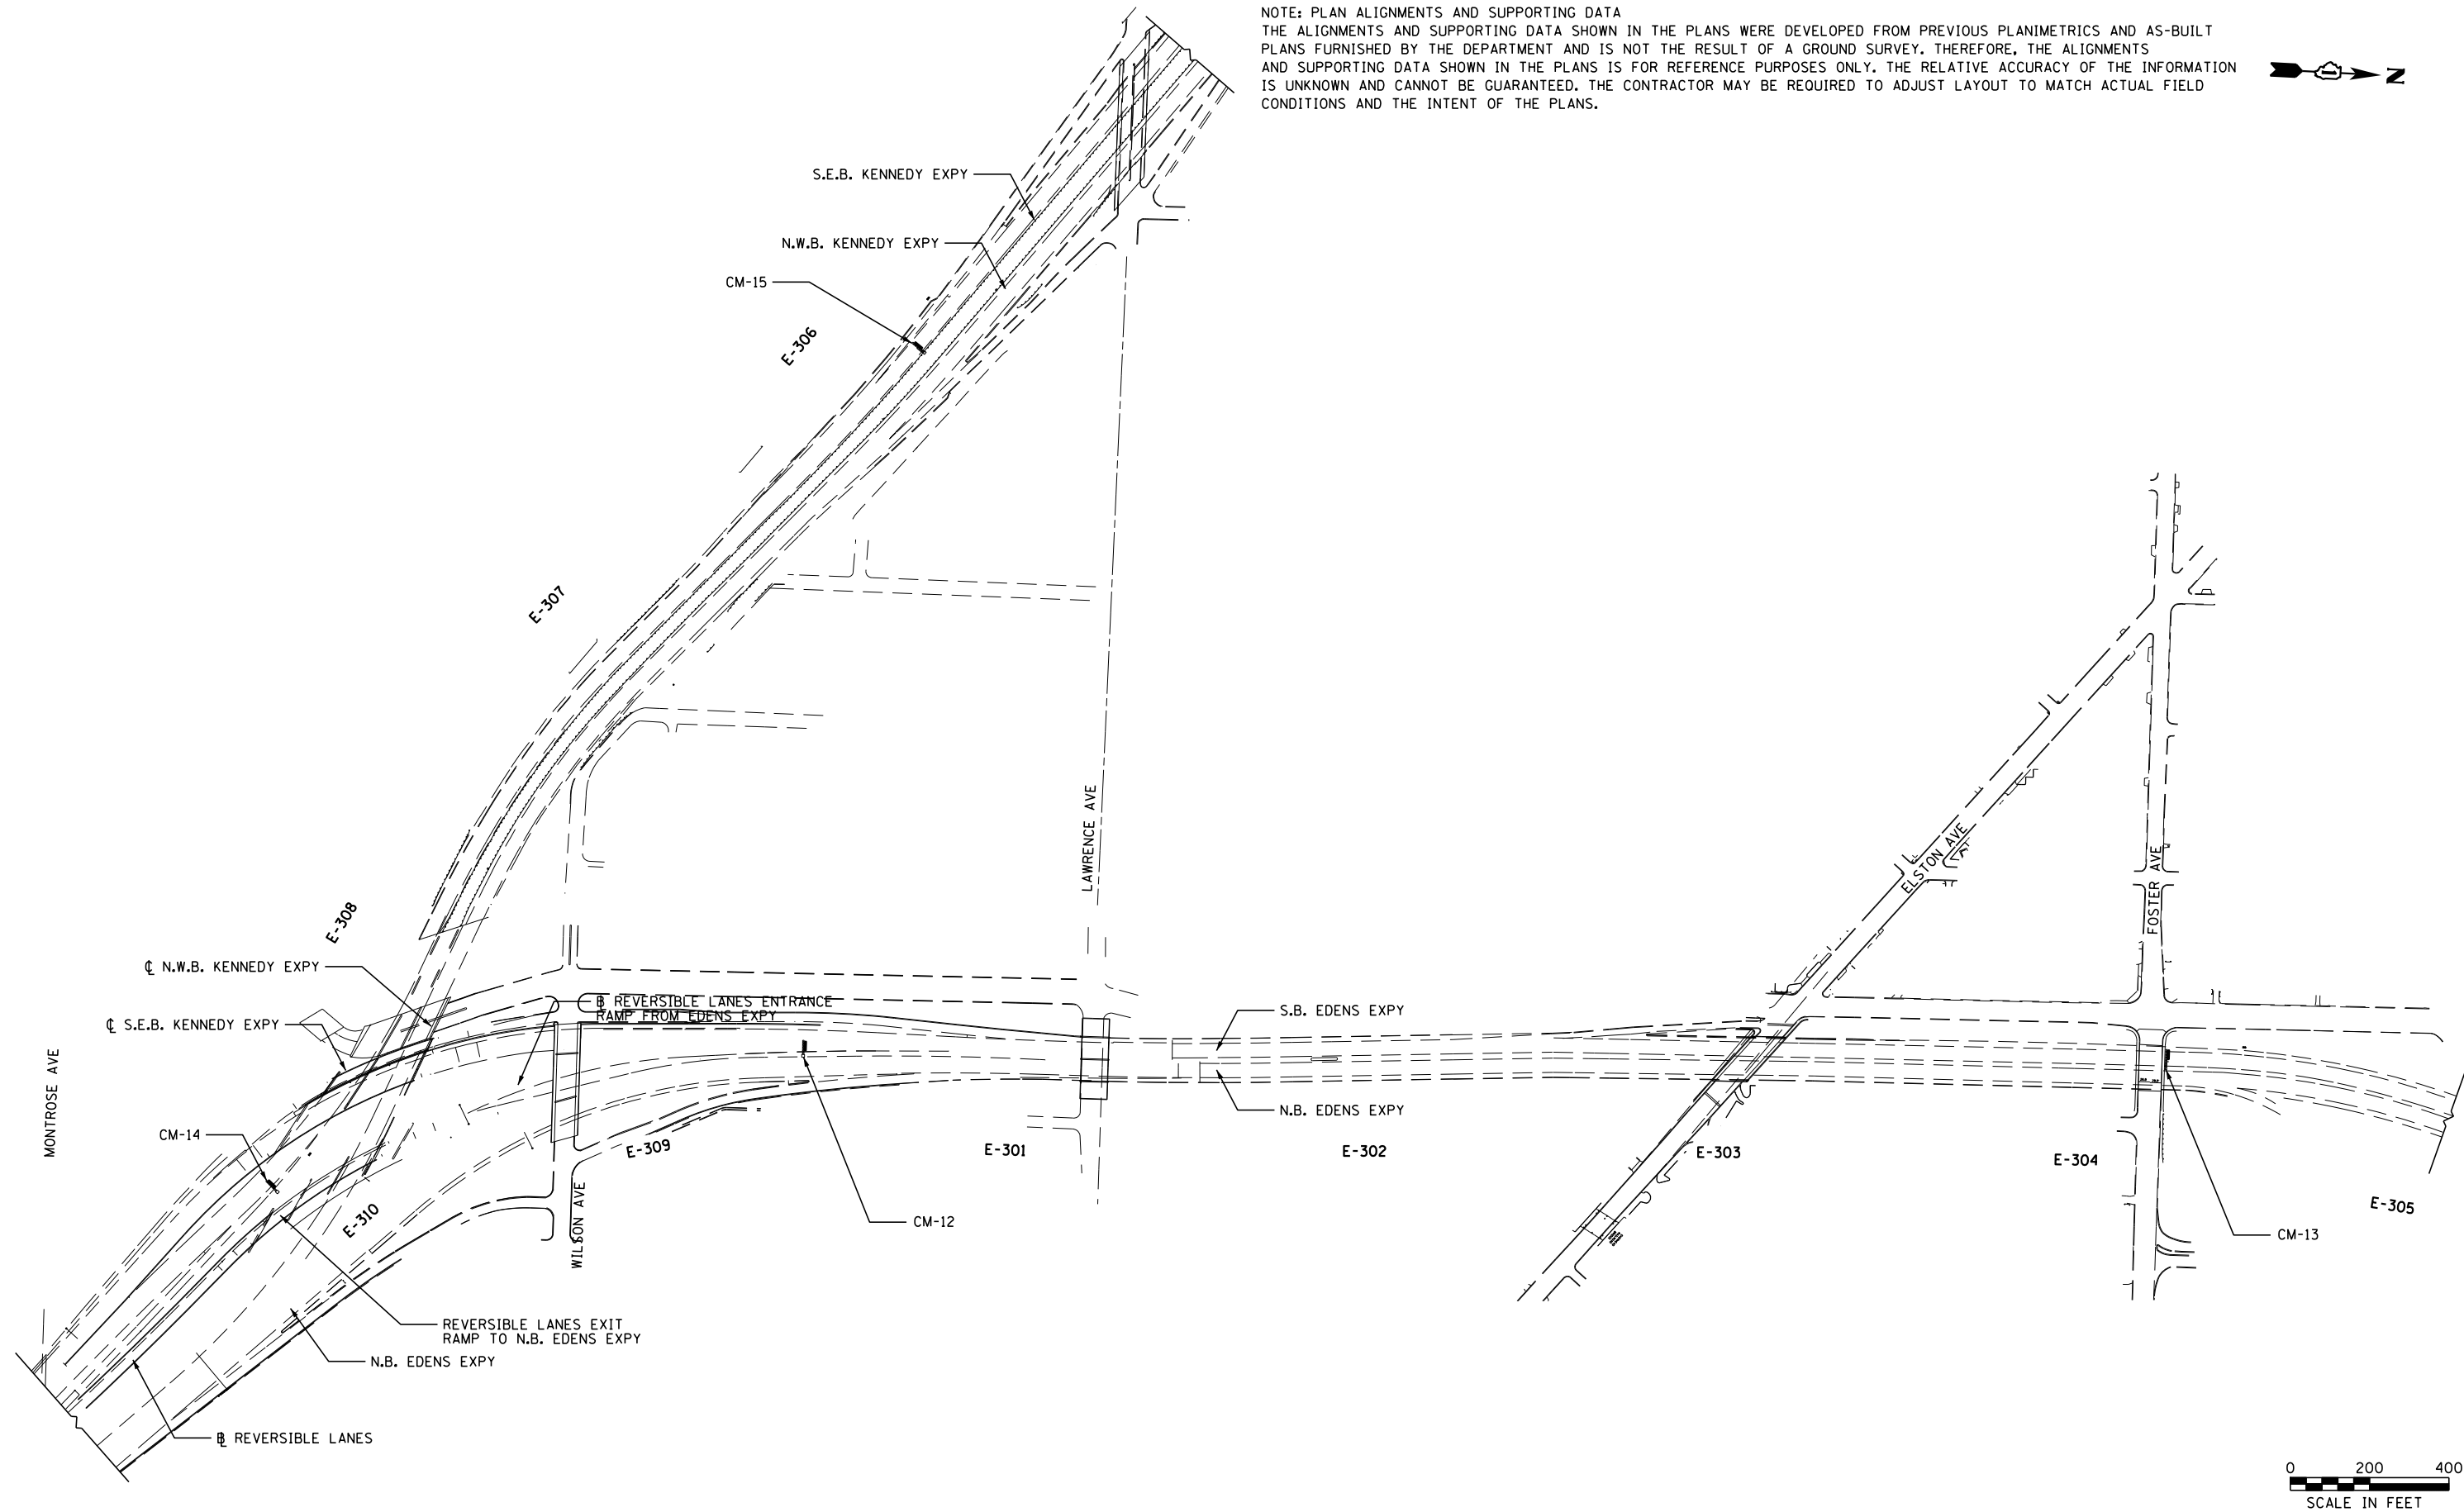 NOTE: PLAN ALIGNMENTS AND SUPPORTING DATA
THE ALIGNMENTS AND SUPPORTING DATA SHOWN IN THE PLANS WERE DEVELOPED FROM PREVIOUS PLANIMETRICS AND AS-BUILT
PLANS FURNISHED BY THE DEPARTMENT AND IS NOT THE RESULT OF A GROUND SURVEY. THEREFORE, THE ALIGNMENTS
AND SUPPORTING DATA SHOWN IN THE PLANS IS FOR REFERENCE PURPOSES ONLY. THE RELATIVE ACCURACY OF THE INFORMATION
IS UNKNOWN AND CANNOT BE GUARANTEED. THE CONTRACTOR MAY BE REQUIRED TO ADJUST LAYOUT TO MATCH ACTUAL FIELD
CONDITIONS AND THE INTENT OF THE PLANS.
N
S.E.B. KENNEDY EXPY
N.W.B. KENNEDY EXPY
CM-15
E-306
E-307
LAWRENCE AVE
ELSTON AVE
FOSTER AVE
E-308
℄ N.W.B. KENNEDY EXPY
℄ S.E.B. KENNEDY EXPY
B REVERSIBLE LANES ENTRANCE
RAMP FROM EDENS EXPY
S.B. EDENS EXPY
N.B. EDENS EXPY
MONTROSE AVE
CM-14
E-309
E-301
E-302
E-303
E-304
E-305
E-310
WILSON AVE
CM-12
CM-13
REVERSIBLE LANES EXIT
RAMP TO N.B. EDENS EXPY
N.B. EDENS EXPY
B REVERSIBLE LANES
0 200 400
SCALE IN FEET